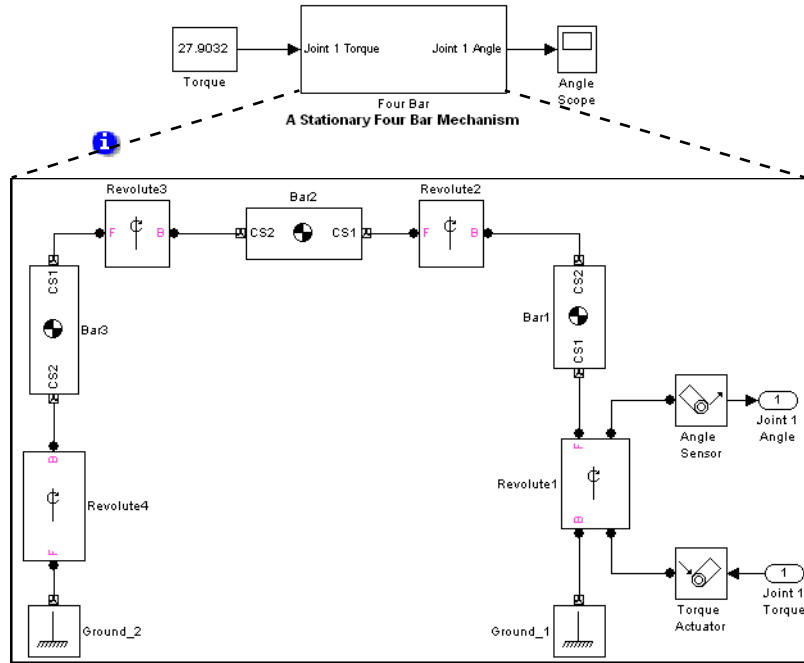 27.9032
Torque
Joint 1 Torque
Joint 1 Angle
Four Bar
Angle
Scope
A Stationary Four Bar Mechanism
i
Revolute3
F
B
Bar2
CS2
CS1
Revolute2
F
B
CS1
CS2
Bar3
CS2
Bar1
CS1
B
Revolute4
F
F
Revolute1
B
Angle
Sensor
1
Joint 1
Angle
Torque
Actuator
1
Joint 1
Torque
Ground_2
Ground_1